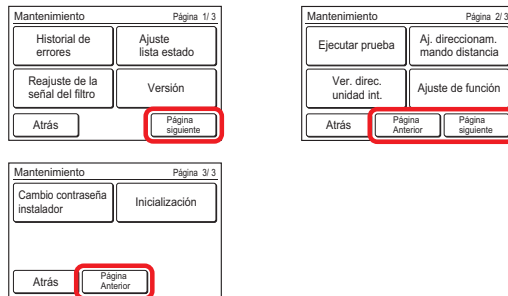 Mantenimiento Página 1/ 3
Historial de
errores
Ajuste
lista estado
Reajuste de la
señal del filtro
Versión
Atrás
Página
siguiente
Mantenimiento Página 2/ 3
Ejecutar prueba
Aj. direccionam.
mando distancia
Ver. direc.
unidad int.
Ajuste de función
Atrás
Página
Anterior
Página
siguiente
Mantenimiento Página 3/ 3
Cambio contraseña
instalador
Inicialización
Atrás
Página
Anterior